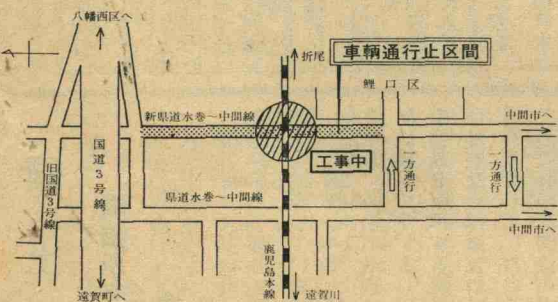 八幡西区へ
折尾
車輌通行止区間
鯉口区
新県道水巻～中間線
中間市へ
国道3号線
旧国道3号線
工事中
一方通行
一方通行
県道水巻～中間線
中間市へ
鹿児島本線
遠賀町へ
遠賀川